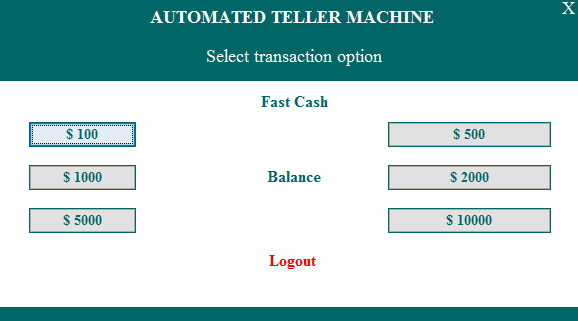 X
AUTOMATED TELLER MACHINE
Select transaction option
Fast Cash
$ 100
$ 500
$ 1000
Balance
$ 2000
$ 5000
$ 10000
Logout